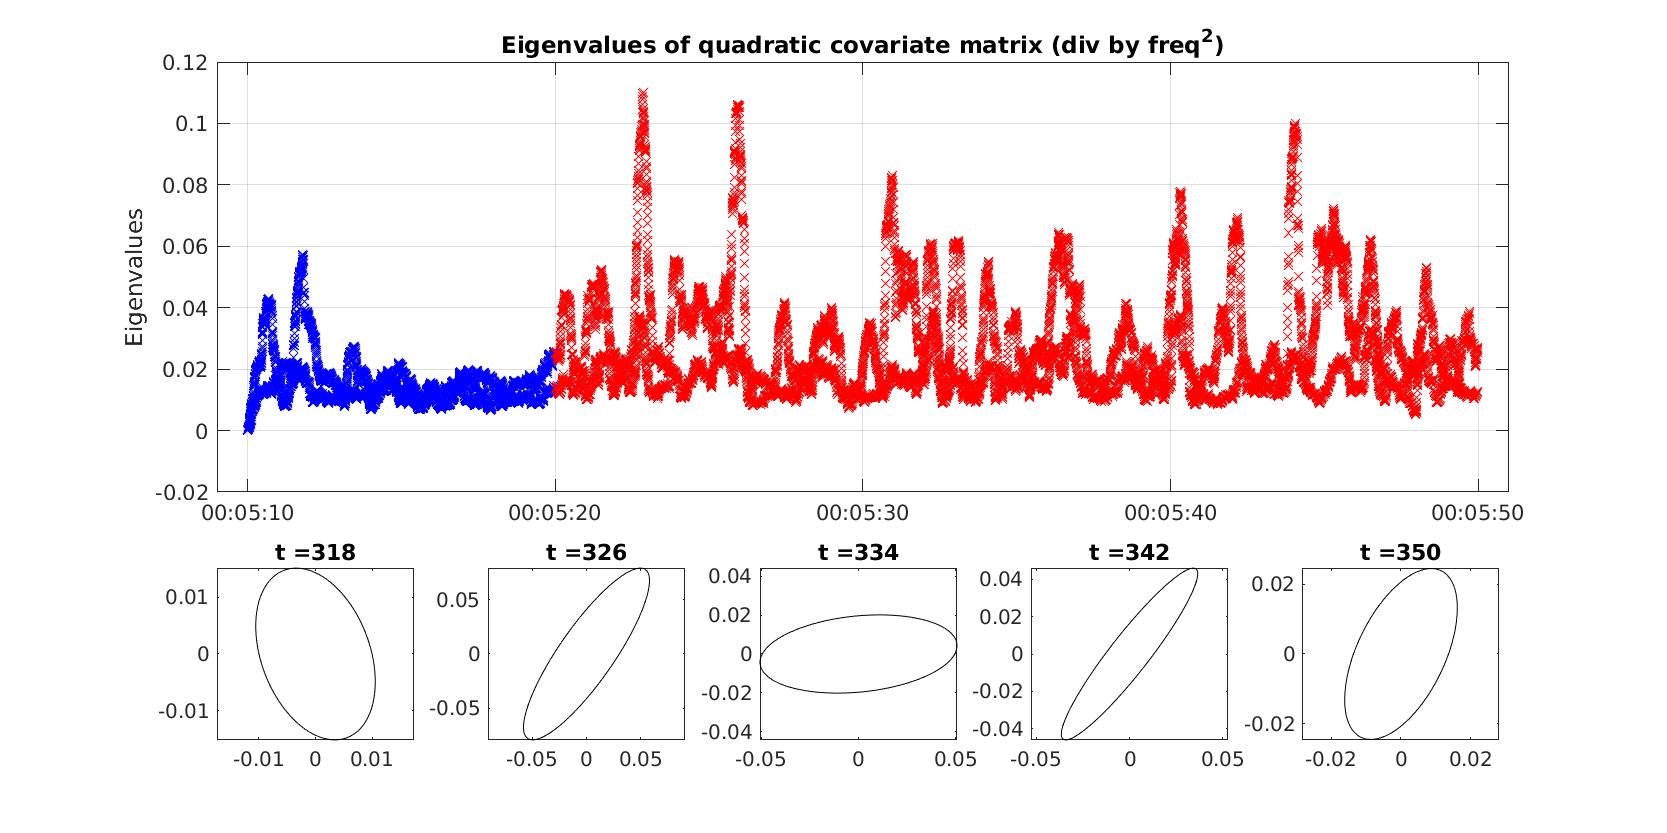 Eigenvalues of quadratic covariate matrix (div by freq²)
Eigenvalues
0.12
0.1
0.08
0.06
0.04
0.02
0
-0.02
00:05:10 00:05:20 00:05:30 00:05:40 00:05:50
t =318
0.01
0
-0.01
-0.01 0 0.01
t =326
0.05
0
-0.05
-0.05 0 0.05
t =334
0.04
0.02
0
-0.02
-0.04
-0.05 0 0.05
t =342
0.04
0.02
0
-0.02
-0.04
-0.05 0 0.05
t =350
0.02
0
-0.02
-0.02 0 0.02